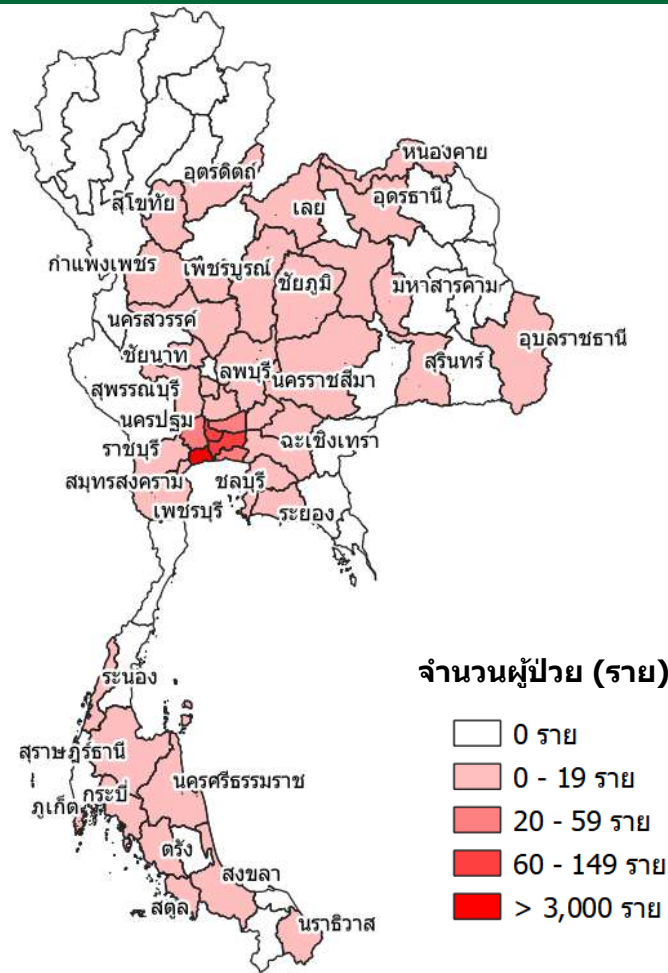 หนองคาย
อุตรดิตถ์
อุดรธานี
สุโขทัย
เลย
กำแพงเพชร
เพชรบูรณ์
ชัยภูมิ
มหาสารคาม
นครสวรรค์
อุบลราชธานี
ชัยนาท
ลพบุรี
สุรินทร์
สุพรรณบุรี
นครราชสีมา
นครปฐม
ฉะเชิงเทรา
ราชบุรี
สมุทรสงคราม
ชลบุรี
เพชรบุรี
ระยอง
ระนอง
จำนวนผู้ป่วย (ราย)
0 ราย
สุราษฎร์ธานี
นครศรีธรรมราช
0 - 19 ราย
กระบี่
ภูเก็ต
20 - 59 ราย
ตรัง
60 - 149 ราย
สงขลา
สตูล
> 3,000 ราย
นราธิวาส